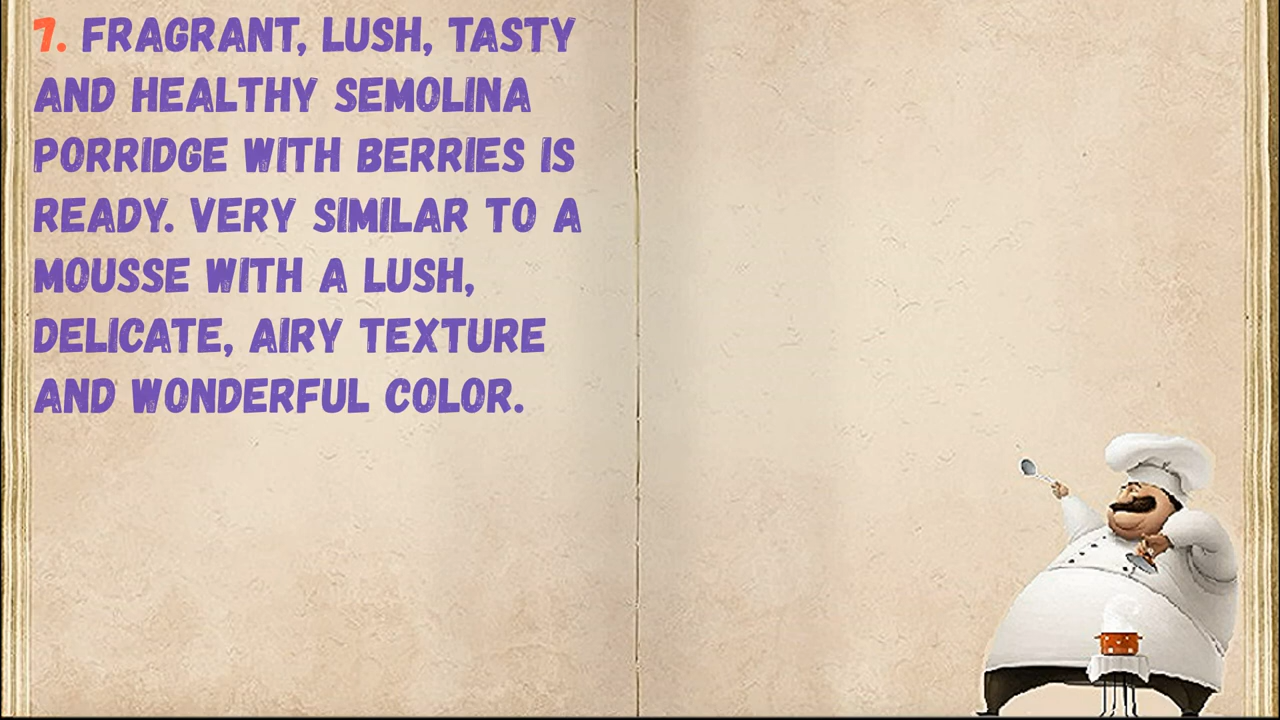 7. FRAGRANT, LUSH, TASTY
AND HEALTHY SEMOLINA
PORRIDGE WITH BERRIES IS
READY. VERY SIMILAR TO A
MOUSSE WITH A LUSH,
DELICATE, AIRY TEXTURE
AND WONDERFUL COLOR.